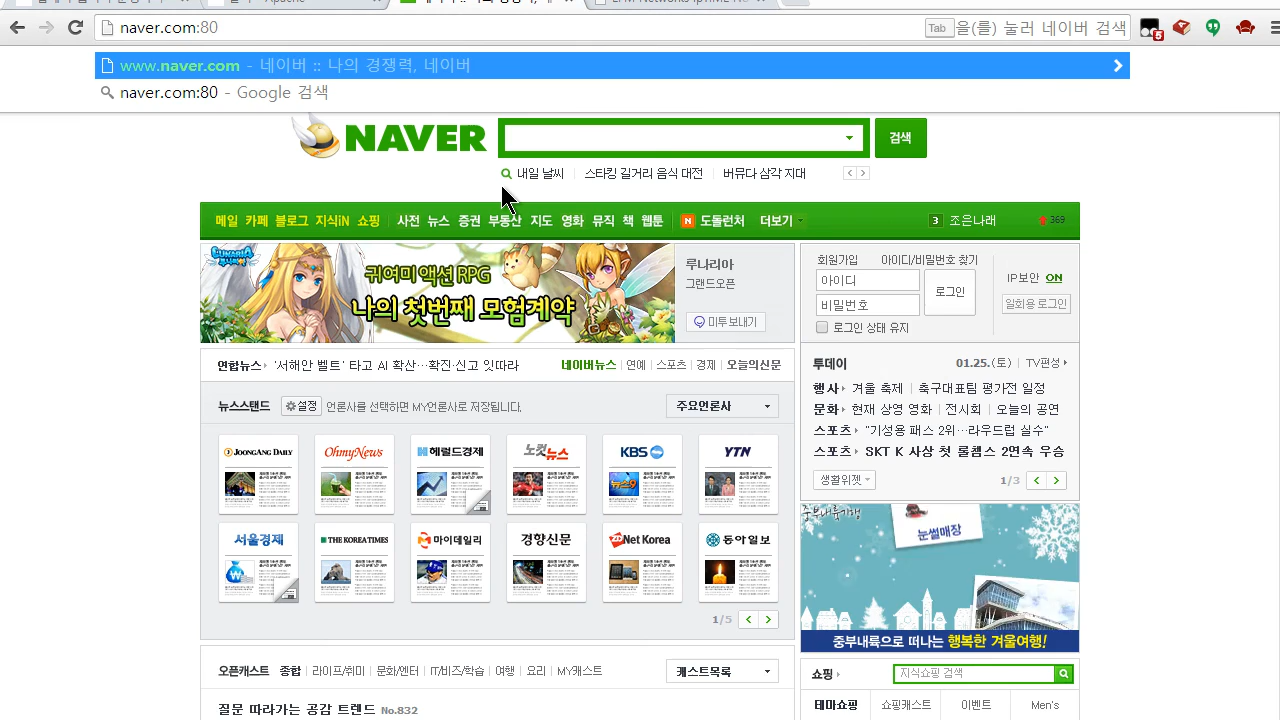 naver.com:80
Tab 을(를) 눌러 네이버 검색
5
www.naver.com - 네이버 :: 나의 경쟁력, 네이버
naver.com:80 - Google 검색
NAVER
검색
내일 날씨 스타킹 길거리 음식 대전 버뮤다 삼각 지대
메일 카페 블로그 지식iN 쇼핑 사전 뉴스 증권 부동산 지도 영화 뮤직 책 웹툰 N 도돌런처 더보기 3 조은나래 369
귀여미 액션 RPG
나의 첫번째 모험계약
루나리아
그랜드오픈
미투보내기
회원가입 아이디/비밀번호 찾기
아이디
비밀번호
로그인
로그인 상태 유지
IP보안 ON
일회용 로그인
연합뉴스 '서해안 벨트' 타고 AI 확산…확진·신고 잇따라 네이버뉴스 연예 스포츠 경제 오늘의신문
뉴스스탠드 설정 언론사를 선택하면 MY언론사로 저장됩니다. 주요언론사
JOONGANG DAILY OhmyNews 헤럴드경제 노컷뉴스 KBS YTN
뉴스9
서울경제 THE KOREA TIMES 마이데일리 경향신문 ZDNet Korea 동아일보
1/5
투데이 01.25.(토) TV편성
행사 겨울 축제 축구대표팀 평가전 일정
문화 현재 상영 영화 전시회 오늘의 공연
스포츠 "기성용 패스 2위…라우드럽 실수"
스포츠 SKT K 사상 첫 롤챔스 2연속 우승
생활위젯 1/3
중부내륙기행
눈썰매장
중부내륙으로 떠나는 행복한 겨울여행!
오픈캐스트 종합 라이프/취미 문화/엔터 IT/비즈/학습 여행 요리 MY캐스트 캐스트목록
질문 따라가는 공감 트렌드 No.832
쇼핑 지식쇼핑 검색
테마쇼핑 쇼핑캐스트 이벤트 Men's